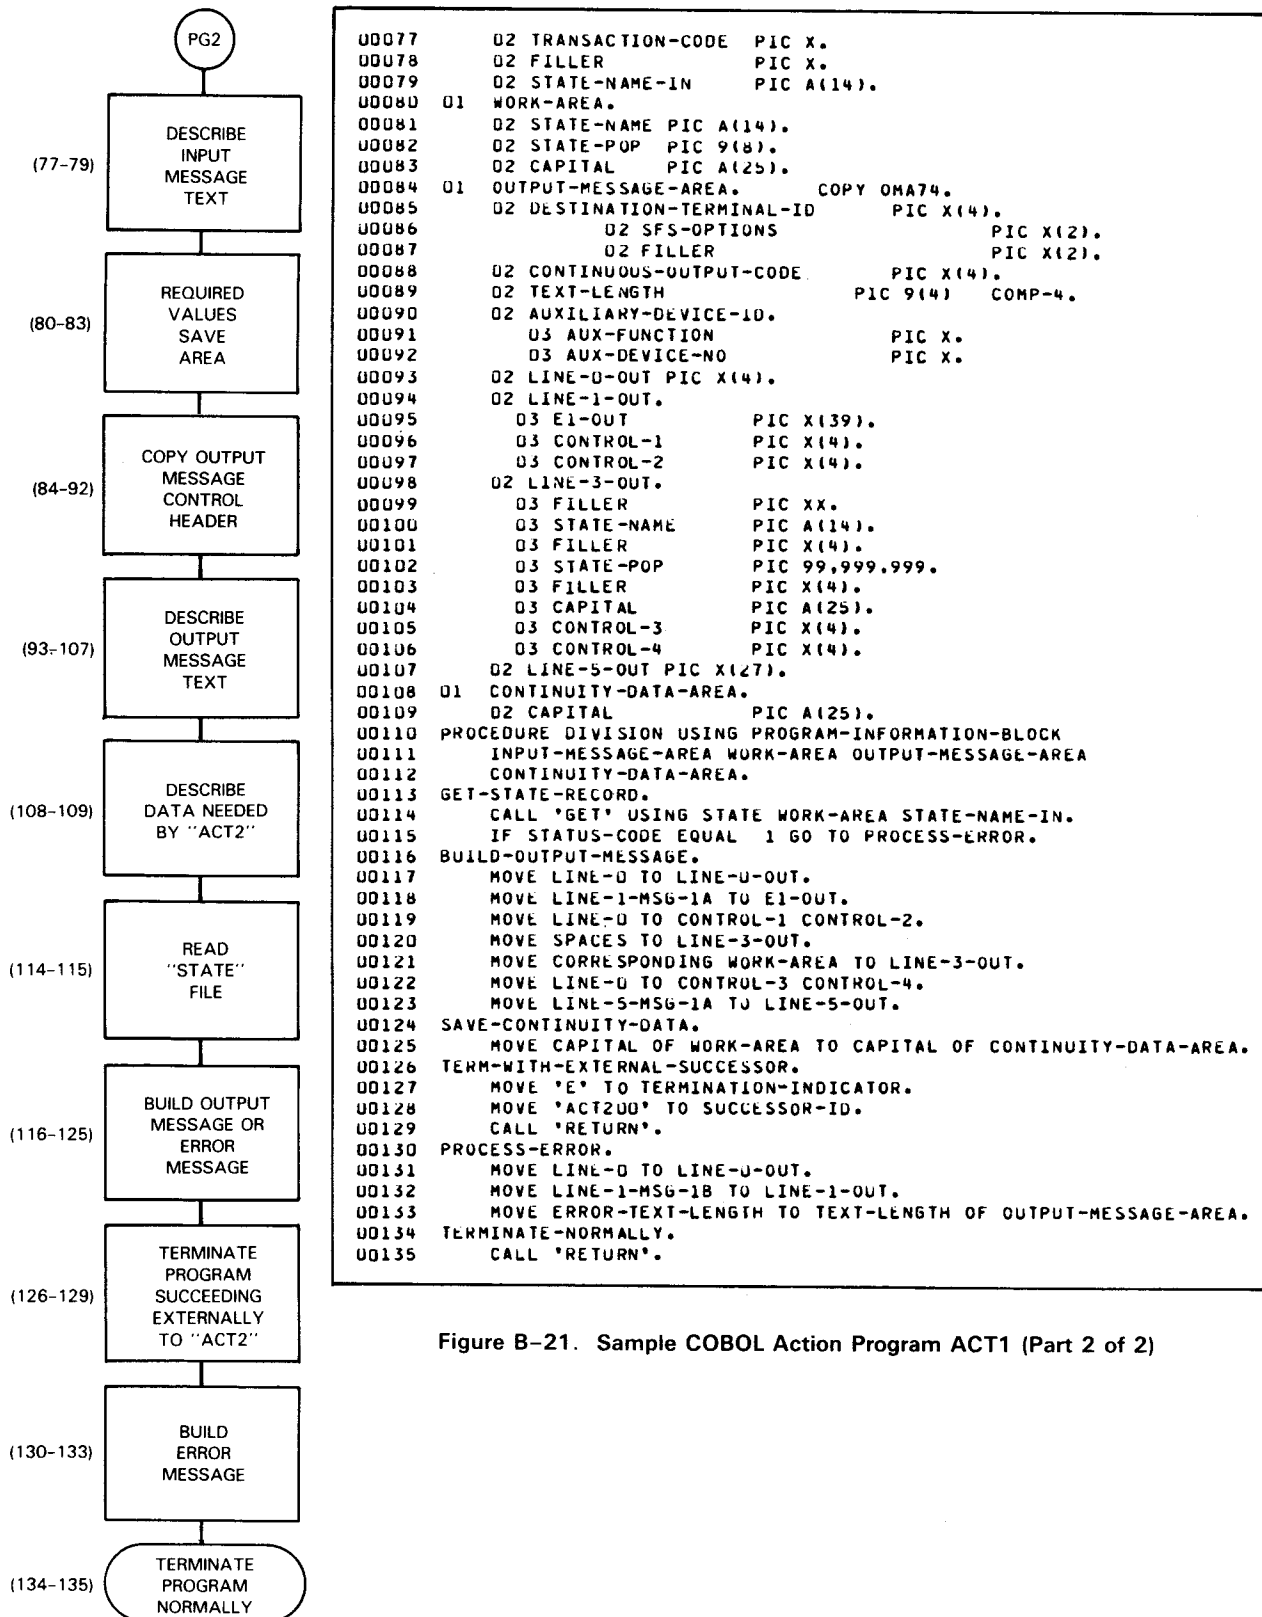 PG2
(77-79)
DESCRIBE
INPUT
MESSAGE
TEXT
(80-83)
REQUIRED
VALUES
SAVE
AREA
(84-92)
COPY OUTPUT
MESSAGE
CONTROL
HEADER
(93-107)
DESCRIBE
OUTPUT
MESSAGE
TEXT
(108-109)
DESCRIBE
DATA NEEDED
BY "ACT2"
(114-115)
READ
"STATE"
FILE
(116-125)
BUILD OUTPUT
MESSAGE OR
ERROR
MESSAGE
(126-129)
TERMINATE
PROGRAM
SUCCEEDING
EXTERNALLY
TO "ACT2"
(130-133)
BUILD
ERROR
MESSAGE
(134-135)
TERMINATE
PROGRAM
NORMALLY
00077 02 TRANSACTION-CODE PIC X.
00078 02 FILLER PIC X.
00079 02 STATE-NAME-IN PIC A(14).
00080 01 WORK-AREA.
00081 02 STATE-NAME PIC A(14).
00082 02 STATE-POP PIC 9(8).
00083 02 CAPITAL PIC A(25).
00084 01 OUTPUT-MESSAGE-AREA. COPY OMA74.
00085 02 DESTINATION-TERMINAL-ID PIC X(4).
00086 02 SFS-OPTIONS PIC X(2).
00087 02 FILLER PIC X(2).
00088 02 CONTINUOUS-OUTPUT-CODE PIC X(4).
00089 02 TEXT-LENGTH PIC 9(4) COMP-4.
00090 02 AUXILIARY-DEVICE-ID.
00091 03 AUX-FUNCTION PIC X.
00092 03 AUX-DEVICE-NO PIC X.
00093 02 LINE-0-OUT PIC X(4).
00094 02 LINE-1-OUT.
00095 03 E1-OUT PIC X(39).
00096 03 CONTROL-1 PIC X(4).
00097 03 CONTROL-2 PIC X(4).
00098 02 LINE-3-OUT.
00099 03 FILLER PIC XX.
00100 03 STATE-NAME PIC A(14).
00101 03 FILLER PIC X(4).
00102 03 STATE-POP PIC 99,999,999.
00103 03 FILLER PIC X(4).
00104 03 CAPITAL PIC A(25).
00105 03 CONTROL-3 PIC X(4).
00106 03 CONTROL-4 PIC X(4).
00107 02 LINE-5-OUT PIC X(27).
00108 01 CONTINUITY-DATA-AREA.
00109 02 CAPITAL PIC A(25).
00110 PROCEDURE DIVISION USING PROGRAM-INFORMATION-BLOCK
00111 INPUT-MESSAGE-AREA WORK-AREA OUTPUT-MESSAGE-AREA
00112 CONTINUITY-DATA-AREA.
00113 GET-STATE-RECORD.
00114 CALL 'GET' USING STATE WORK-AREA STATE-NAME-IN.
00115 IF STATUS-CODE EQUAL 1 GO TO PROCESS-ERROR.
00116 BUILD-OUTPUT-MESSAGE.
00117 MOVE LINE-0 TO LINE-0-OUT.
00118 MOVE LINE-1-MSG-1A TO E1-OUT.
00119 MOVE LINE-0 TO CONTROL-1 CONTROL-2.
00120 MOVE SPACES TO LINE-3-OUT.
00121 MOVE CORRESPONDING WORK-AREA TO LINE-3-OUT.
00122 MOVE LINE-0 TO CONTROL-3 CONTROL-4.
00123 MOVE LINE-5-MSG-1A TO LINE-5-OUT.
00124 SAVE-CONTINUITY-DATA.
00125 MOVE CAPITAL OF WORK-AREA TO CAPITAL OF CONTINUITY-DATA-AREA.
00126 TERM-WITH-EXTERNAL-SUCCESSOR.
00127 MOVE 'E' TO TERMINATION-INDICATOR.
00128 MOVE 'ACT200' TO SUCCESSOR-ID.
00129 CALL 'RETURN'.
00130 PROCESS-ERROR.
00131 MOVE LINE-0 TO LINE-0-OUT.
00132 MOVE LINE-1-MSG-1B TO LINE-1-OUT.
00133 MOVE ERROR-TEXT-LENGTH TO TEXT-LENGTH OF OUTPUT-MESSAGE-AREA.
00134 TERMINATE-NORMALLY.
00135 CALL 'RETURN'.
Figure B-21. Sample COBOL Action Program ACT1 (Part 2 of 2)